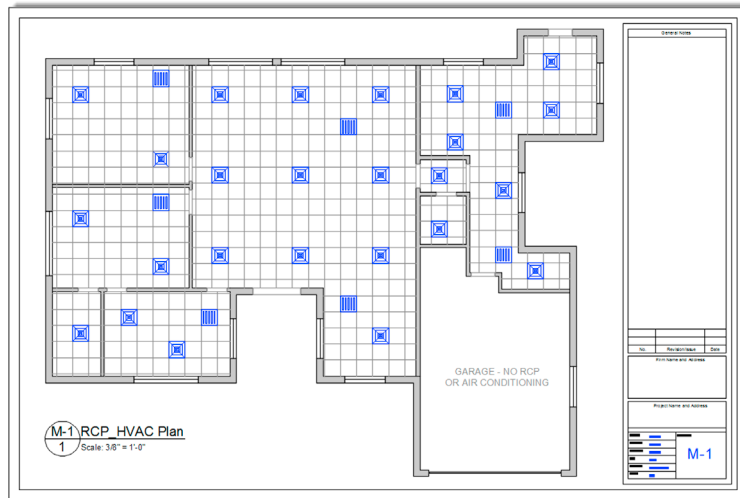 General Notes
GARAGE - NO RCP
OR AIR CONDITIONING
No.
Revision/Issue
Date
Firm Name and Address
Project Name and Address
M-1
1
RCP_HVAC Plan
Scale: 3/8" = 1'-0"
M-1